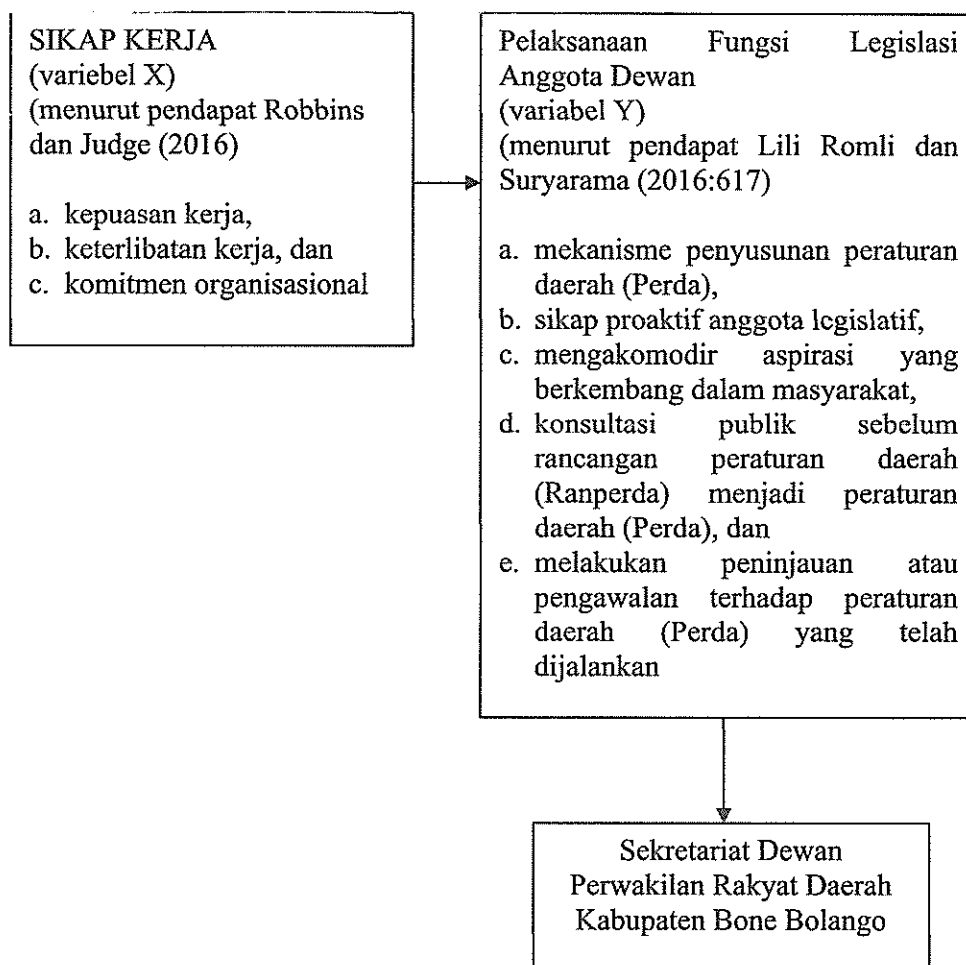 SIKAP KERJA
(variebel X)
(menurut pendapat Robbins
dan Judge (2016)
a. kepuasan kerja,
b. keterlibatan kerja, dan
c. komitmen organisasional
Pelaksanaan Fungsi Legislasi
Anggota Dewan
(variabel Y)
(menurut pendapat Lili Romli dan
Suryarama (2016:617)
a. mekanisme penyusunan peraturan
daerah (Perda),
b. sikap proaktif anggota legislatif,
c. mengakomodir aspirasi yang
berkembang dalam masyarakat,
d. konsultasi publik sebelum
rancangan peraturan daerah
(Ranperda) menjadi peraturan
daerah (Perda), dan
e. melakukan peninjauan atau
pengawalan terhadap peraturan
daerah (Perda) yang telah
dijalankan
Sekretariat Dewan
Perwakilan Rakyat Daerah
Kabupaten Bone Bolango